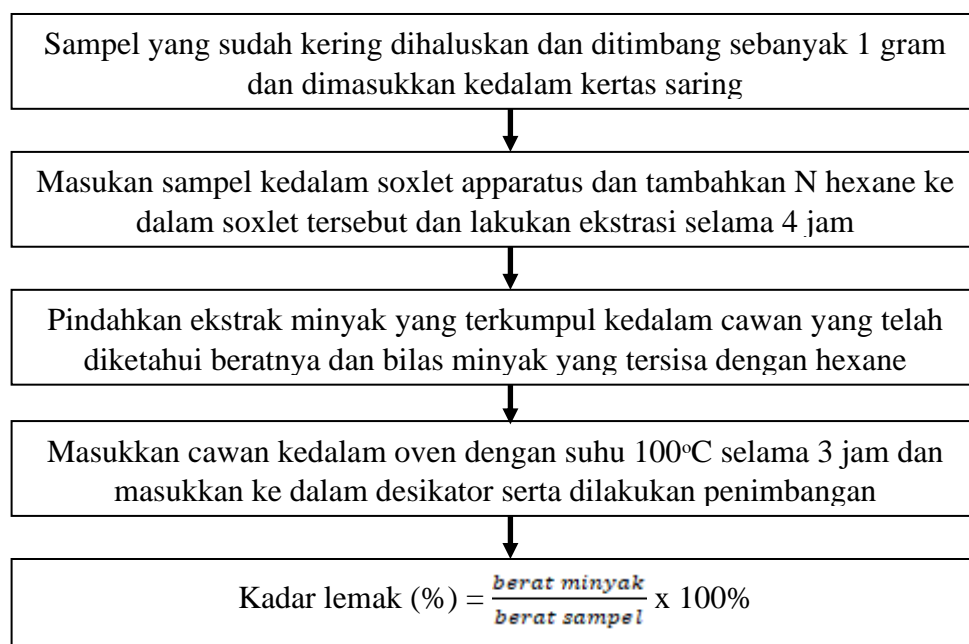 Sampel yang sudah kering dihaluskan dan ditimbang sebanyak 1 gram
dan dimasukkan kedalam kertas saring
Masukan sampel kedalam soxlet apparatus dan tambahkan N hexane ke
dalam soxlet tersebut dan lakukan ekstrasi selama 4 jam
Pindahkan ekstrak minyak yang terkumpul kedalam cawan yang telah
diketahui beratnya dan bilas minyak yang tersisa dengan hexane
Masukkan cawan kedalam oven dengan suhu 100°C selama 3 jam dan
masukkan ke dalam desikator serta dilakukan penimbangan
Kadar lemak (%) = berat minyak / berat sampel x 100%